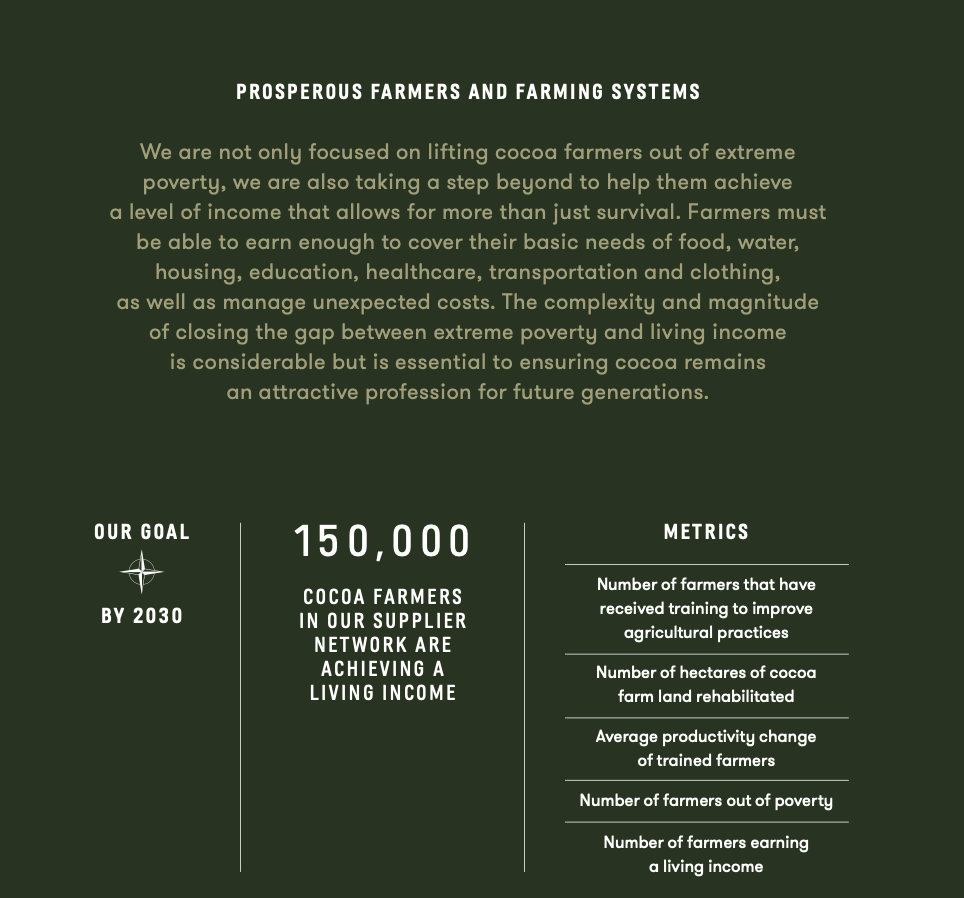 PROSPEROUS FARMERS AND FARMING SYSTEMS
We are not only focused on lifting cocoa farmers out of extreme
poverty, we are also taking a step beyond to help them achieve
a level of income that allows for more than just survival. Farmers must
be able to earn enough to cover their basic needs of food, water,
housing, education, healthcare, transportation and clothing,
as well as manage unexpected costs. The complexity and magnitude
of closing the gap between extreme poverty and living income
is considerable but is essential to ensuring cocoa remains
an attractive profession for future generations.
OUR GOAL
BY 2030
150,000
COCOA FARMERS
IN OUR SUPPLIER
NETWORK ARE
ACHIEVING A
LIVING INCOME
METRICS
Number of farmers that have
received training to improve
agricultural practices
Number of hectares of cocoa
farm land rehabilitated
Average productivity change
of trained farmers
Number of farmers out of poverty
Number of farmers earning
a living income